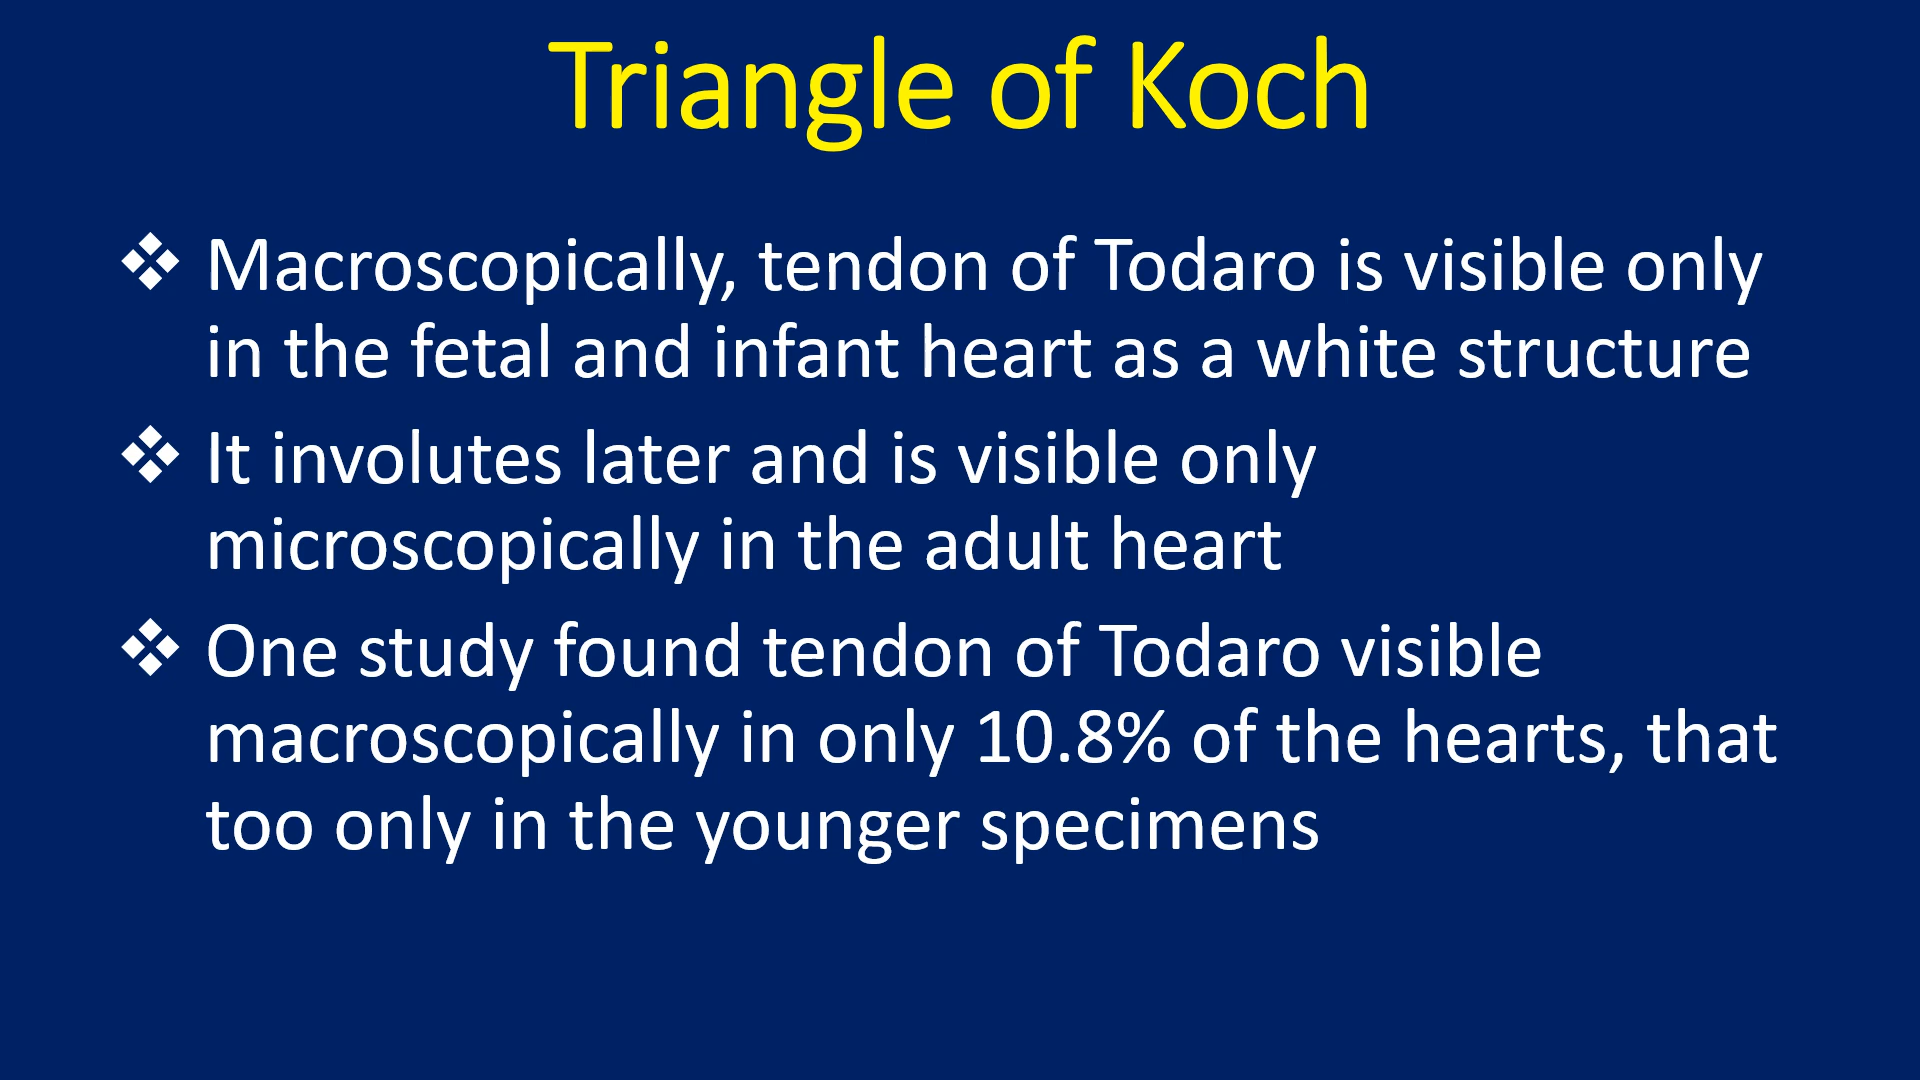 Triangle of Koch
❖ Macroscopically, tendon of Todaro is visible only
in the fetal and infant heart as a white structure
❖ It involutes later and is visible only
microscopically in the adult heart
❖ One study found tendon of Todaro visible
macroscopically in only 10.8% of the hearts, that
too only in the younger specimens